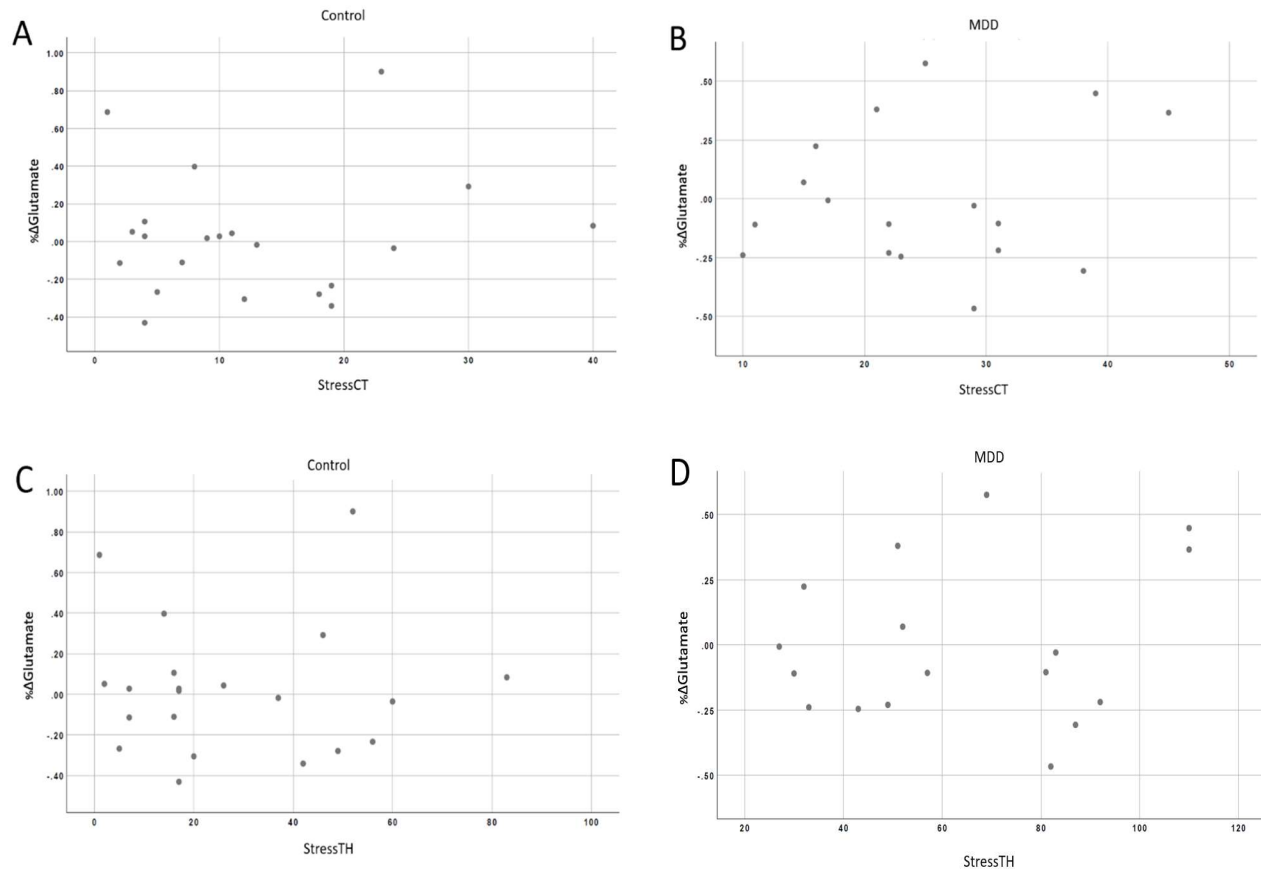 A
Control
1.00
.80
.60
.40
.20
.00
-.20
-.40
%ΔGlutamate
0 10 20 30 40
StressCT
B
MDD
.50
.25
.00
-.25
-.50
%ΔGlutamate
10 20 30 40 50
StressCT
C
Control
1.00
.80
.60
.40
.20
.00
-.20
-.40
%ΔGlutamate
0 20 40 60 80 100
StressTH
D
MDD
.50
.25
.00
-.25
-.50
%ΔGlutamate
20 40 60 80 100 120
StressTH